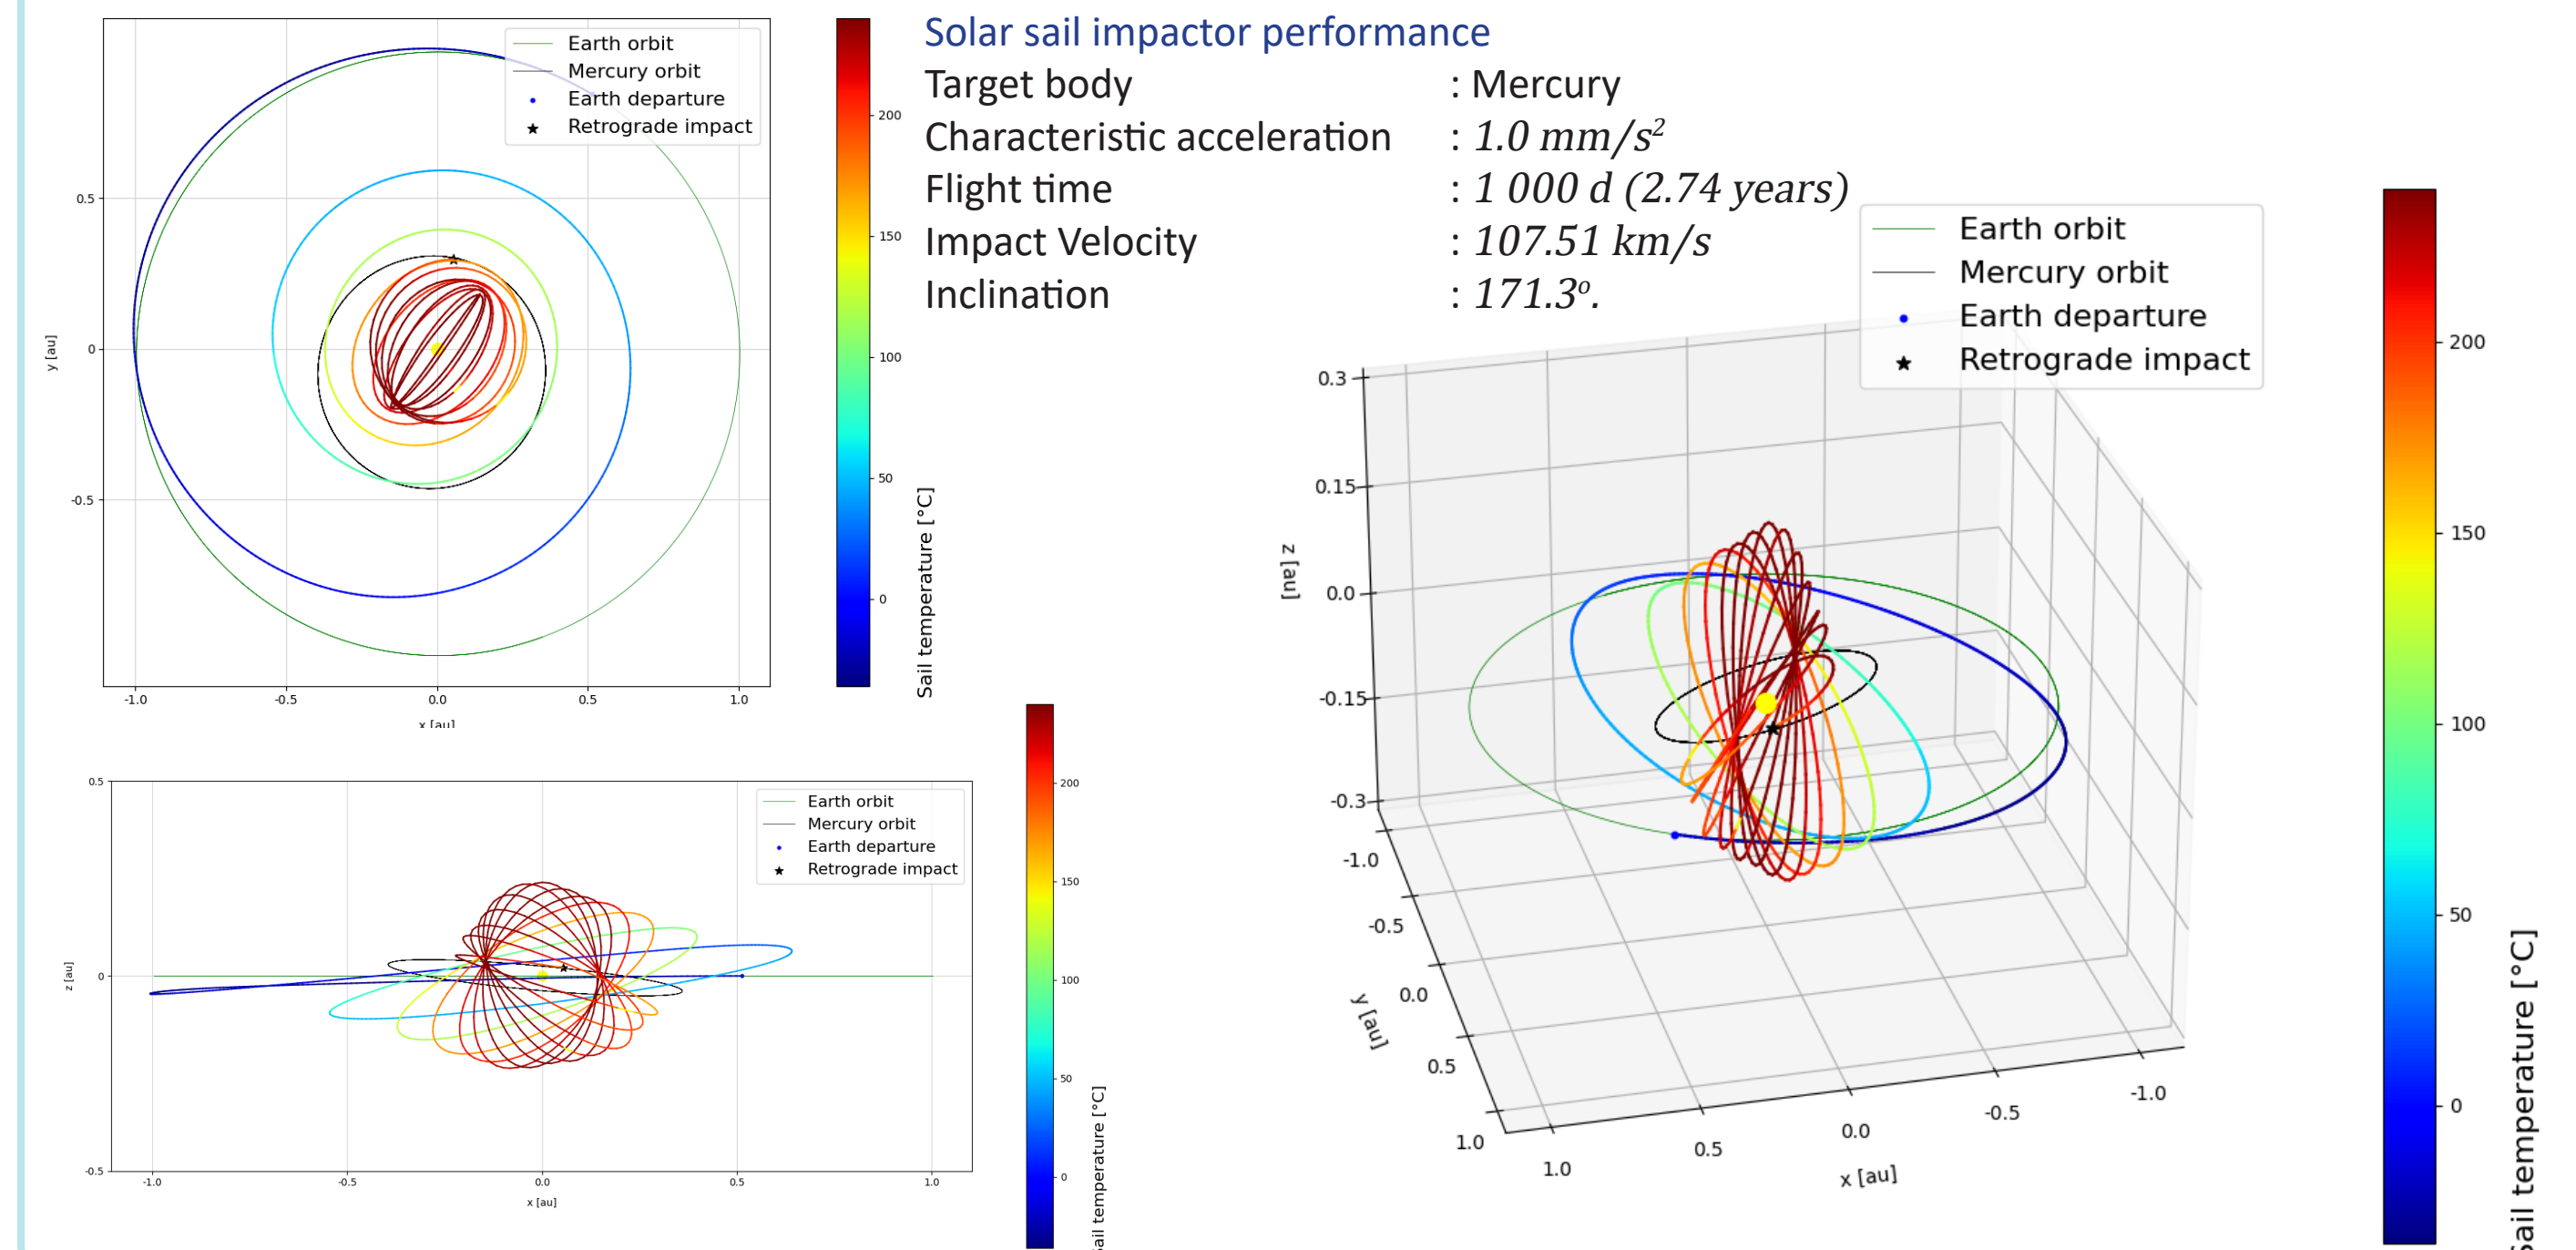 Earth orbit
Mercury orbit
Earth departure
Retrograde impact
0.5
0
-0.5
-1.0
-0.5
0.0
0.5
1.0
y [au]
x [au]
200
150
100
50
0
Sail temperature [°C]
Solar sail impactor performance
Target body : Mercury
Characteristic acceleration : 1.0 mm/s²
Flight time : 1 000 d (2.74 years)
Impact Velocity : 107.51 km/s
Inclination : 171.3º.
Earth orbit
Mercury orbit
Earth departure
Retrograde impact
0.5
0
-0.5
-1.0
-0.5
0.0
0.5
1.0
z [au]
x [au]
200
150
100
50
0
Sail temperature [°C]
Earth orbit
Mercury orbit
Earth departure
Retrograde impact
0.3
0.15
0.0
-0.15
-0.3
z [au]
-1.0
-0.5
0.0
0.5
1.0
y [au]
1.0
0.5
0.0
-0.5
-1.0
x [au]
200
150
100
50
0
Sail temperature [°C]